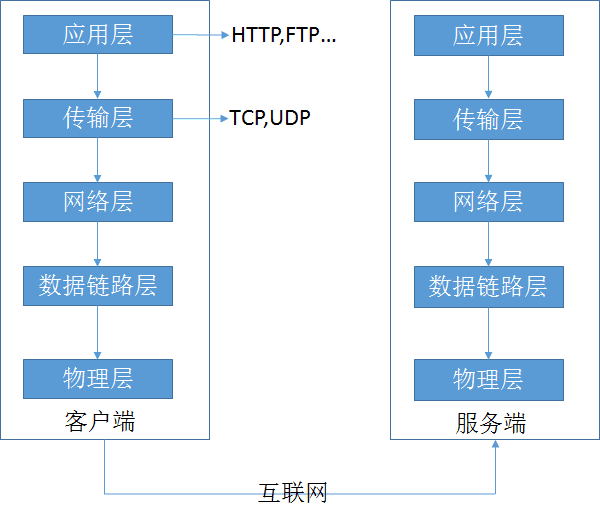 应用层
HTTP,FTP...
传输层
TCP,UDP
网络层
数据链路层
物理层
客户端
应用层
传输层
网络层
数据链路层
物理层
服务端
互联网